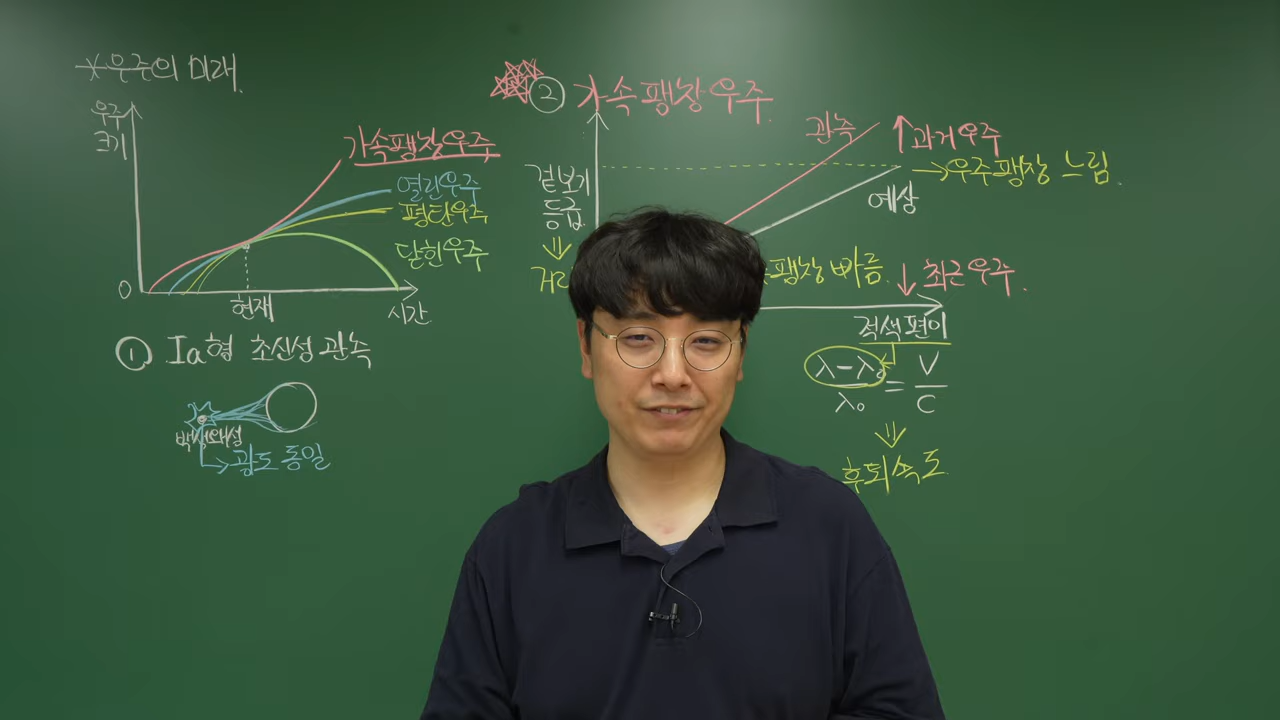 *우주의 미래
우주
크기
가속팽창우주
열린우주
평탄우주
닫힌우주
0
현재
시간
① Ia형 초신성 관측
백색왜성
→광도 동일
② 가속팽창우주
관측
↑과거우주
→우주팽창 느림
예상
겉보기
등급
⇓
팽창 빠름
↓최근우주
적색편이
λ-λ₀
λ₀
=
V
C
⇓
후퇴속도